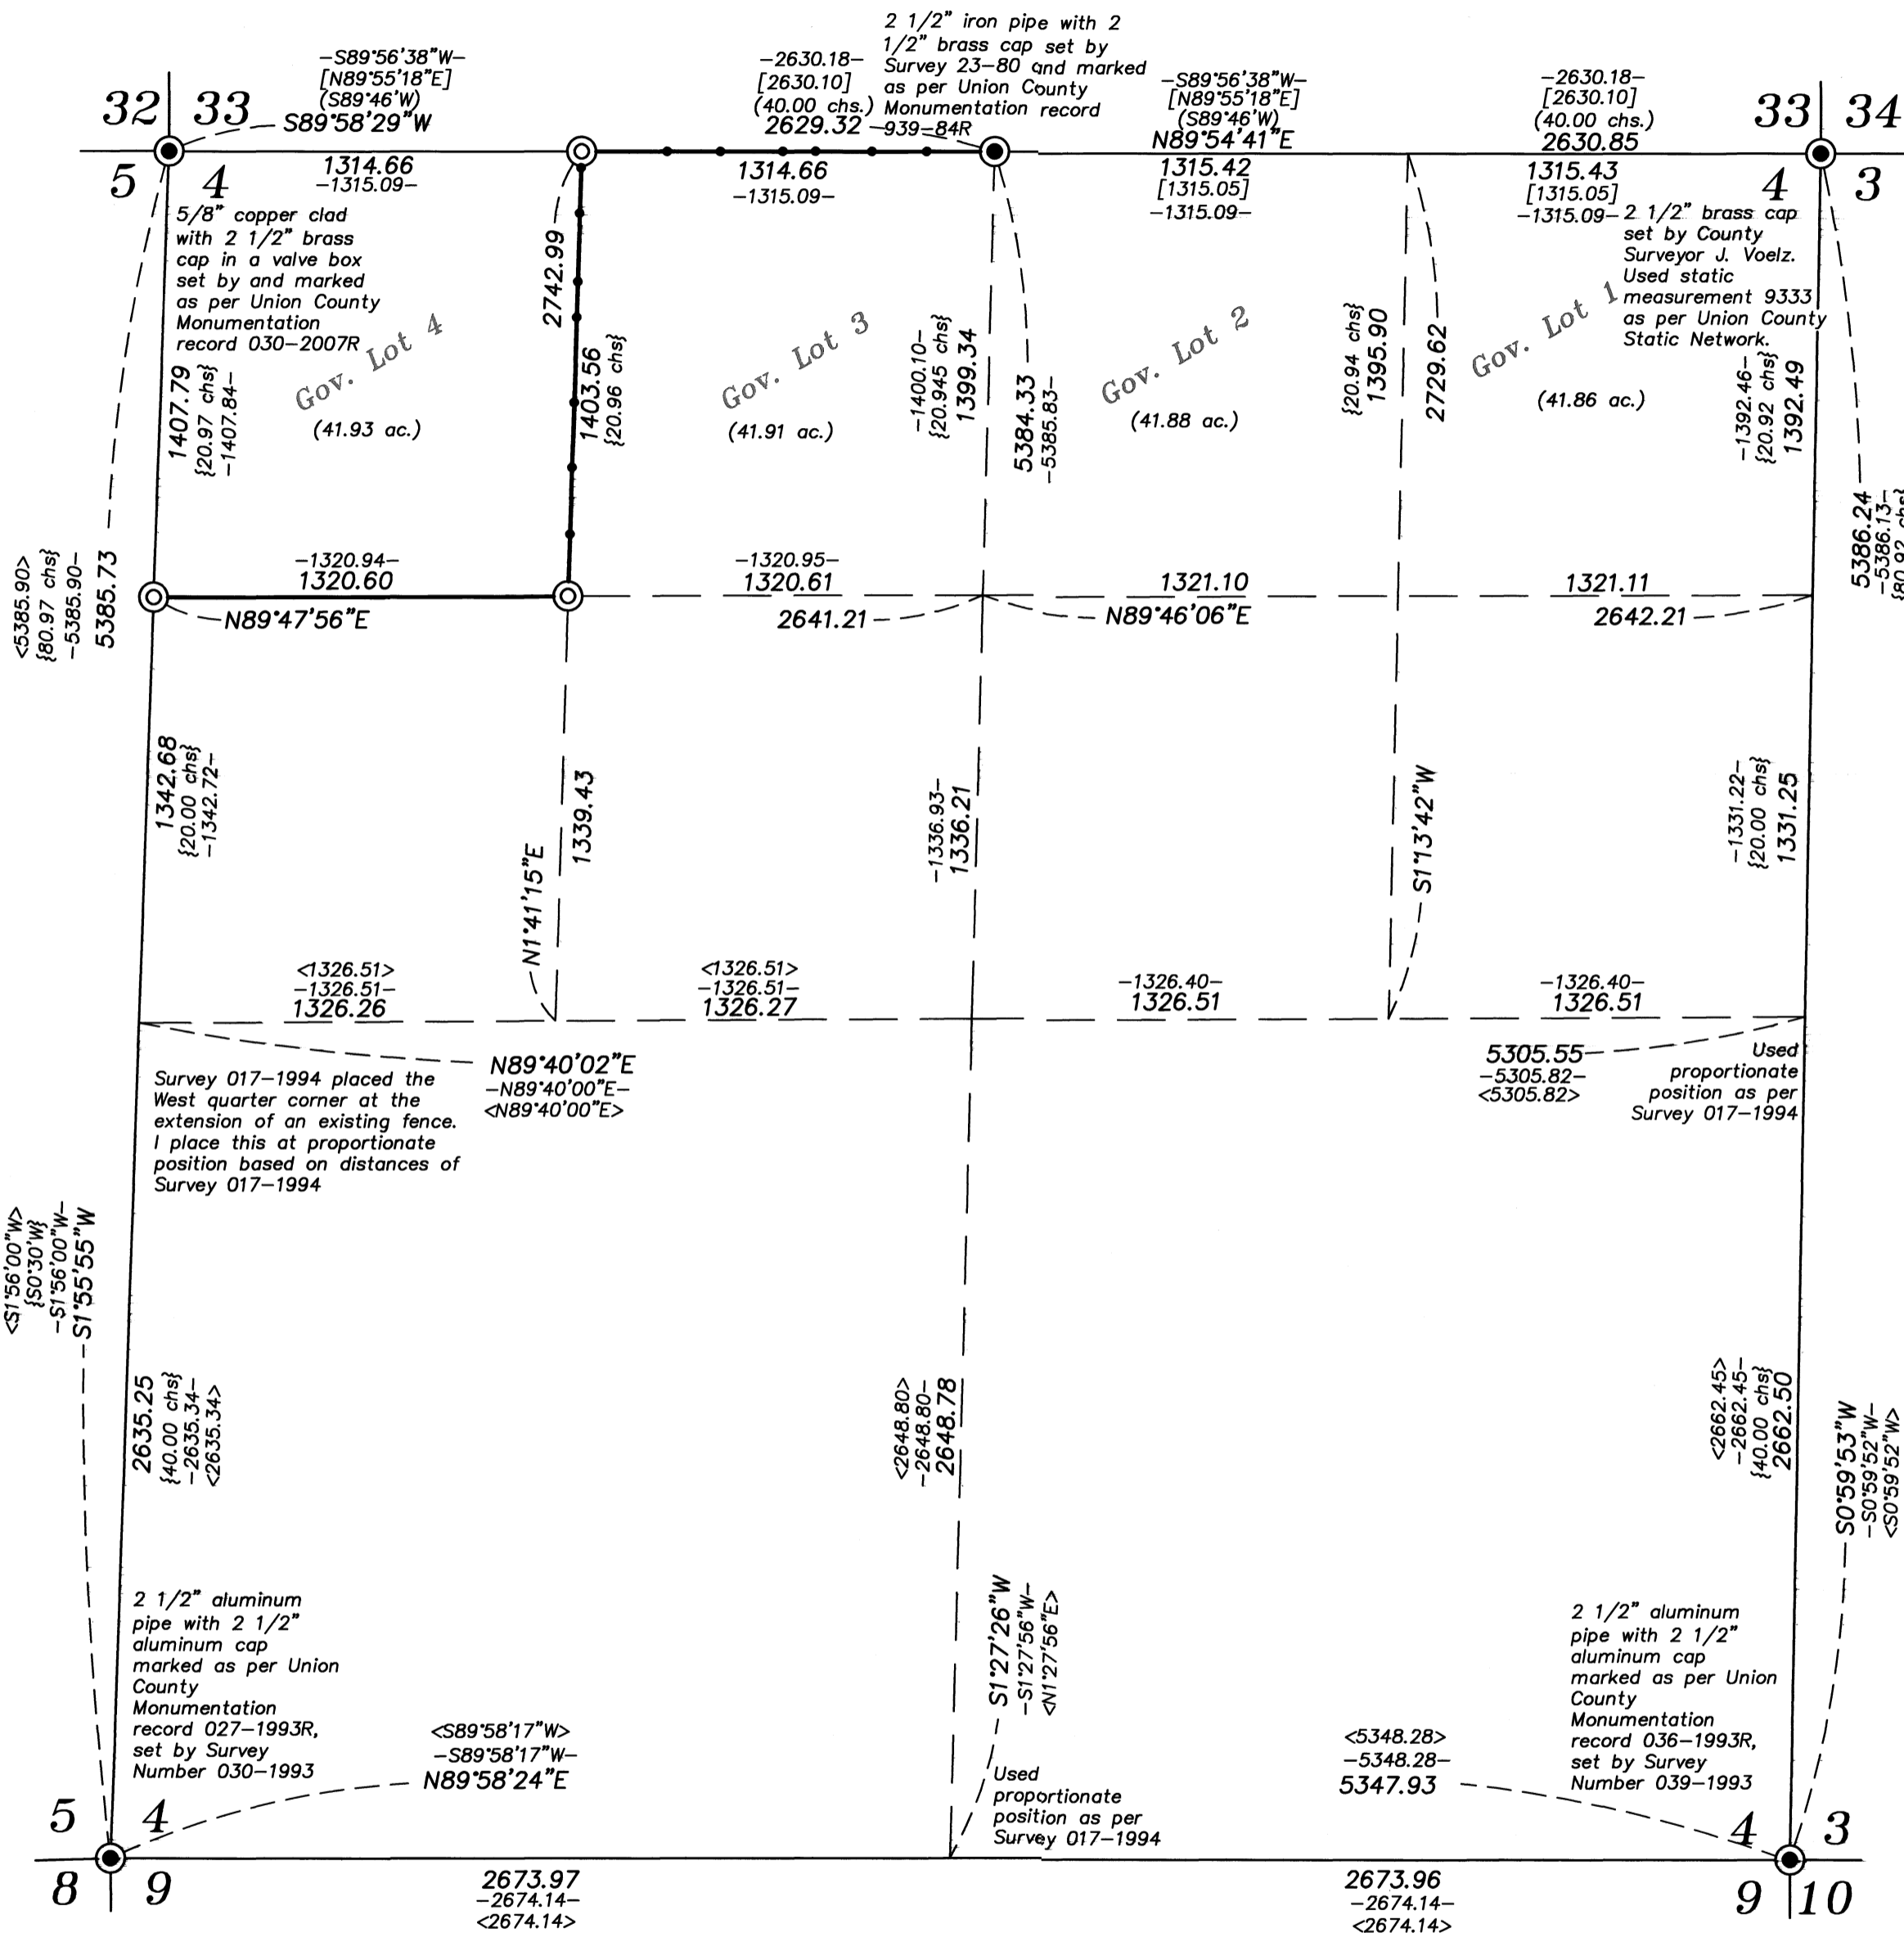 2 1/2" iron pipe with 2
1/2" brass cap set by
Survey 23-80 and marked
as per Union County
Monumentation record
939-84R
-S89°56'38"W-
[N89°55'18"E]
(S89°46'W)
S89°58'29"W
-2630.18-
[2630.10]
(40.00 chs.)
2629.32
-S89°56'38"W-
[N89°55'18"E]
(S89°46'W)
N89°54'41"E
-2630.18-
[2630.10]
(40.00 chs.)
2630.85
32 33
5 4
33 34
4 3
1314.66
-1315.09-
1314.66
-1315.09-
1315.42
[1315.05]
-1315.09-
1315.43
[1315.05]
-1315.09-
5/8" copper clad
with 2 1/2" brass
cap in a valve box
set by and marked
as per Union County
Monumentation
record 030-2007R
2 1/2" brass cap
set by County
Surveyor J. Voelz.
Used static
measurement 9333
as per Union County
Static Network.
Gov. Lot 4
(41.93 ac.)
Gov. Lot 3
(41.91 ac.)
Gov. Lot 2
(41.88 ac.)
Gov. Lot 1
(41.86 ac.)
1407.79
{20.97 chs}
-1407.84-
2742.99
1403.56
{20.96 chs}
-1400.10-
{20.945 chs}
1399.34
5384.33
-5385.83-
{20.94 chs}
1395.90
2729.62
-1392.46-
{20.92 chs}
1392.49
5386.24
-5386.13-
{80.92 chs}
<5385.90>
{80.97 chs}
-5385.90-
5385.73
-1320.94-
1320.60
-1320.95-
1320.61
1321.10
1321.11
N89°47'56"E
2641.21
N89°46'06"E
2642.21
1342.68
{20.00 chs}
-1342.72-
N1°41'15"E
1339.43
-1336.93-
1336.21
S1°13'42"W
-1331.22-
{20.00 chs}
1331.25
<1326.51>
-1326.51-
1326.26
<1326.51>
-1326.51-
1326.27
-1326.40-
1326.51
-1326.40-
1326.51
N89°40'02"E
-N89°40'00"E-
<N89°40'00"E>
5305.55
-5305.82-
<5305.82>
Used
proportionate
position as per
Survey 017-1994
Survey 017-1994 placed the
West quarter corner at the
extension of an existing fence.
I place this at proportionate
position based on distances of
Survey 017-1994
<S1°56'00"W>
{S0°30'W}
-S1°56'00"W-
S1°55'55"W
2635.25
{40.00 chs}
-2635.34-
<2635.34>
<2648.80>
-2648.80-
2648.78
<2662.45>
-2662.45-
{40.00 chs}
2662.50
S0°59'53"W
-S0°59'52"W-
<S0°59'52"W>
2 1/2" aluminum
pipe with 2 1/2"
aluminum cap
marked as per Union
County
Monumentation
record 027-1993R,
set by Survey
Number 030-1993
<S89°58'17"W>
-S89°58'17"W-
N89°58'24"E
S1°27'26"W
-S1°27'56"W-
<N1°27'56"E>
Used
proportionate
position as per
Survey 017-1994
<5348.28>
-5348.28-
5347.93
2 1/2" aluminum
pipe with 2 1/2"
aluminum cap
marked as per Union
County
Monumentation
record 036-1993R,
set by Survey
Number 039-1993
5 4
8 9
4 3
9 10
2673.97
-2674.14-
<2674.14>
2673.96
-2674.14-
<2674.14>